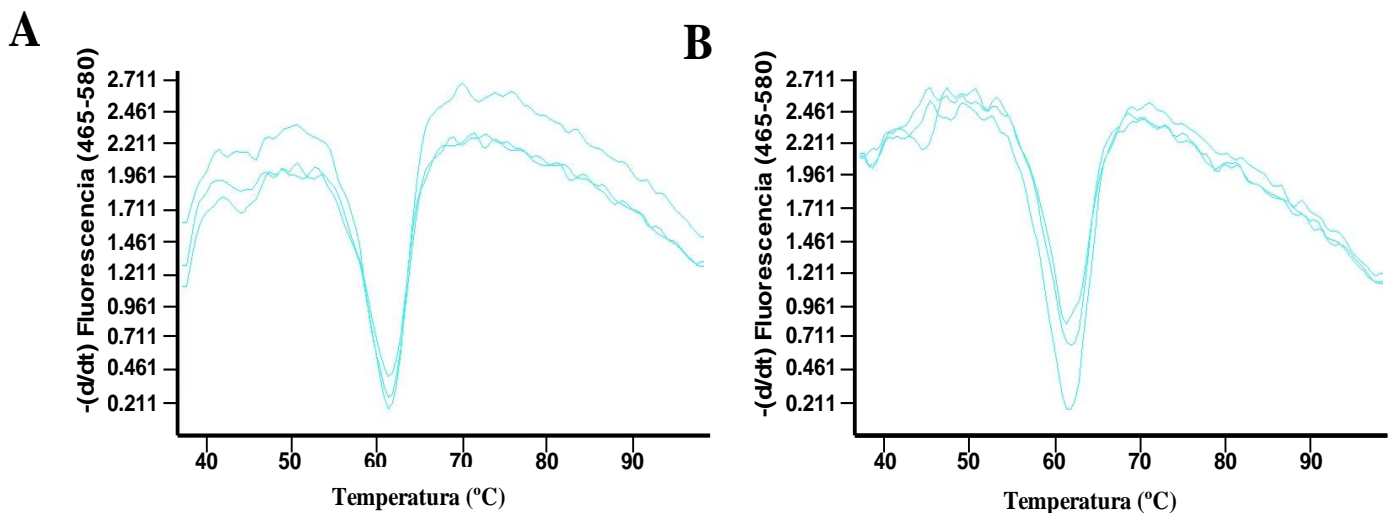 A
-(d/dt) Fluorescencia (465-580)
2.711
2.461
2.211
1.961
1.711
1.461
1.211
0.961
0.711
0.461
0.211
40 50 60 70 80 90
Temperatura (ºC)
B
-(d/dt) Fluorescencia (465-580)
2.711
2.461
2.211
1.961
1.711
1.461
1.211
0.961
0.711
0.461
0.211
40 50 60 70 80 90
Temperatura (ºC)